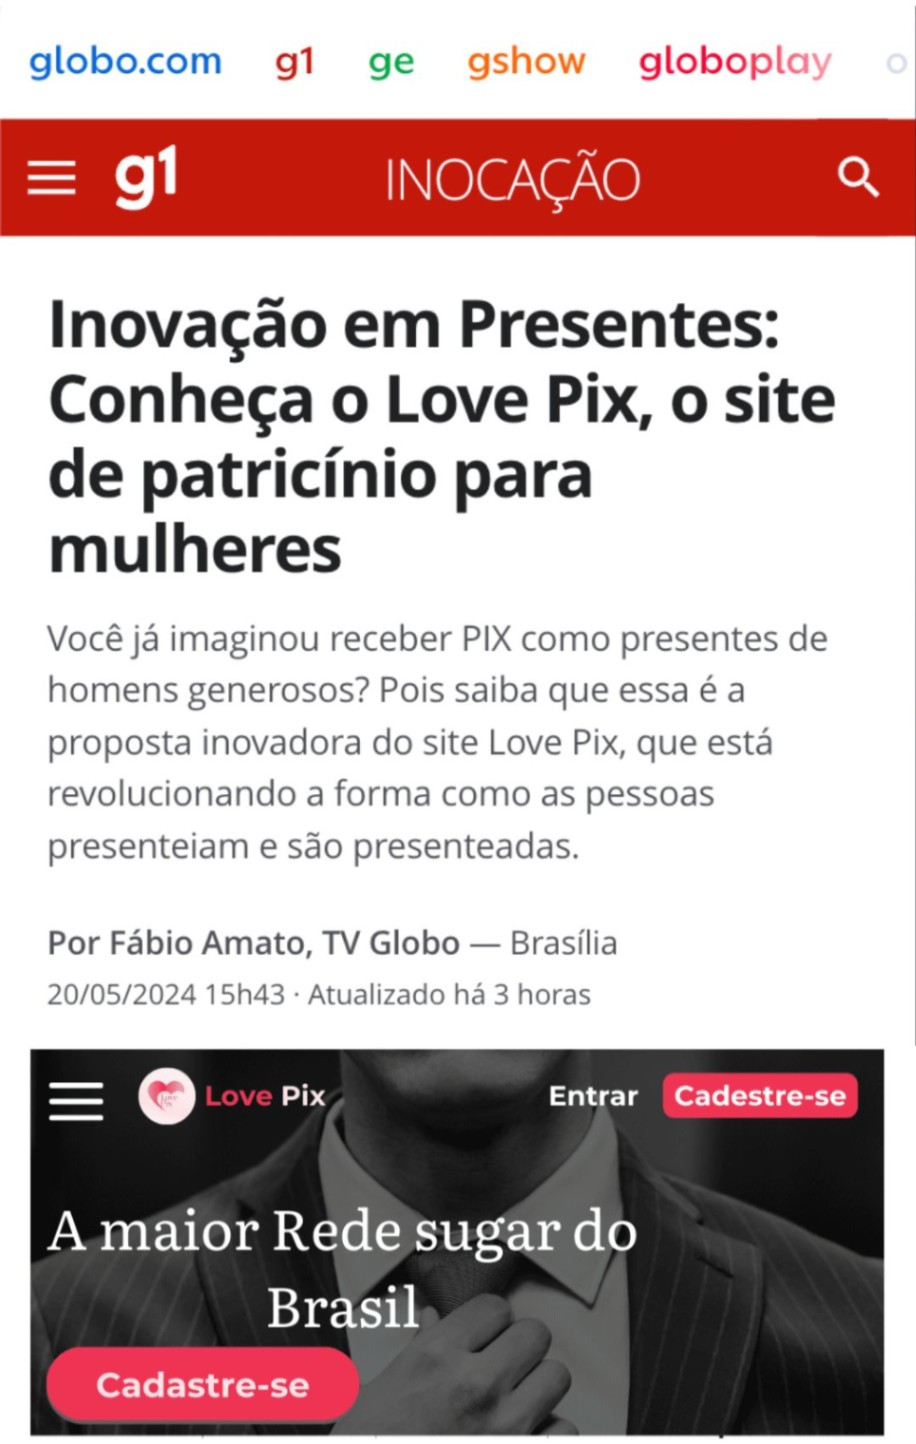 globo.com g1 ge gshow globoplay
g1 INOCAÇÃO
Inovação em Presentes:
Conheça o Love Pix, o site
de patricínio para
mulheres
Você já imaginou receber PIX como presentes de
homens generosos? Pois saiba que essa é a
proposta inovadora do site Love Pix, que está
revolucionando a forma como as pessoas
presenteiam e são presenteadas.
Por Fábio Amato, TV Globo — Brasília
20/05/2024 15h43 · Atualizado há 3 horas
Love Pix Entrar Cadestre-se
A maior Rede sugar do
Brasil
Cadastre-se